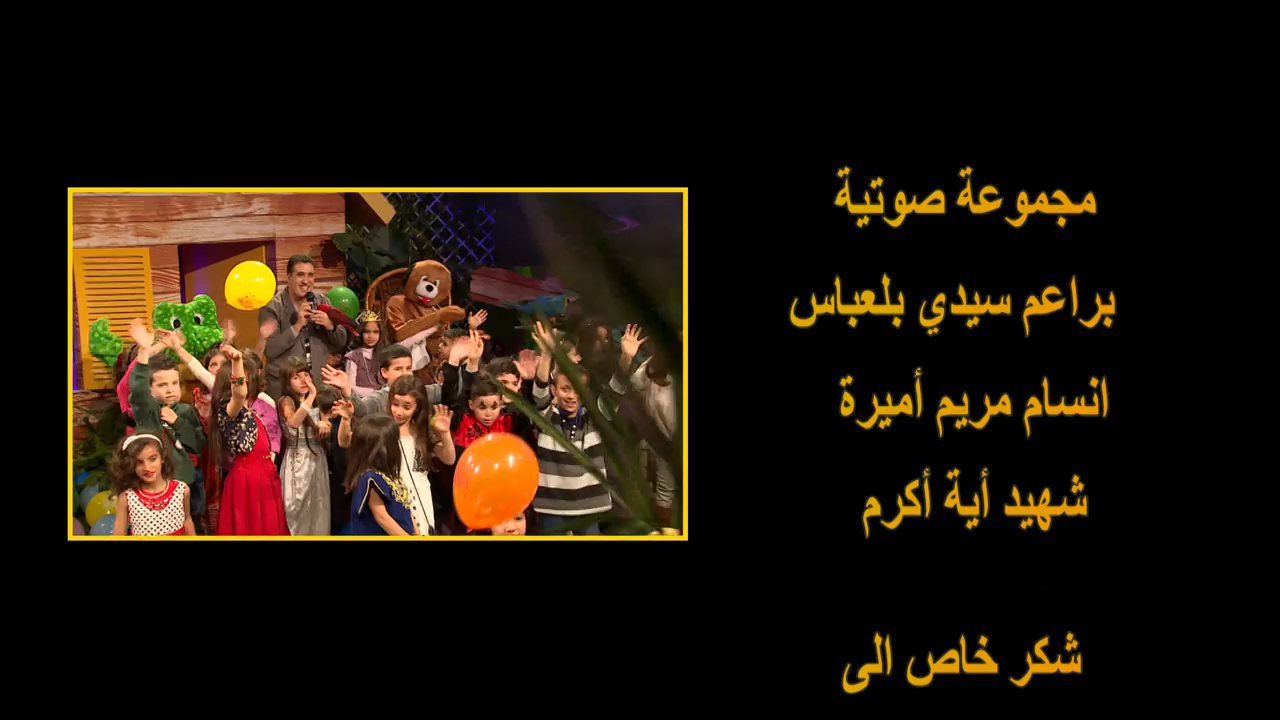 مجموعة صوتية
براعم سيدي بلعباس
انسام مريم أميرة
شهيد أية أكرم
شكر خاص الى